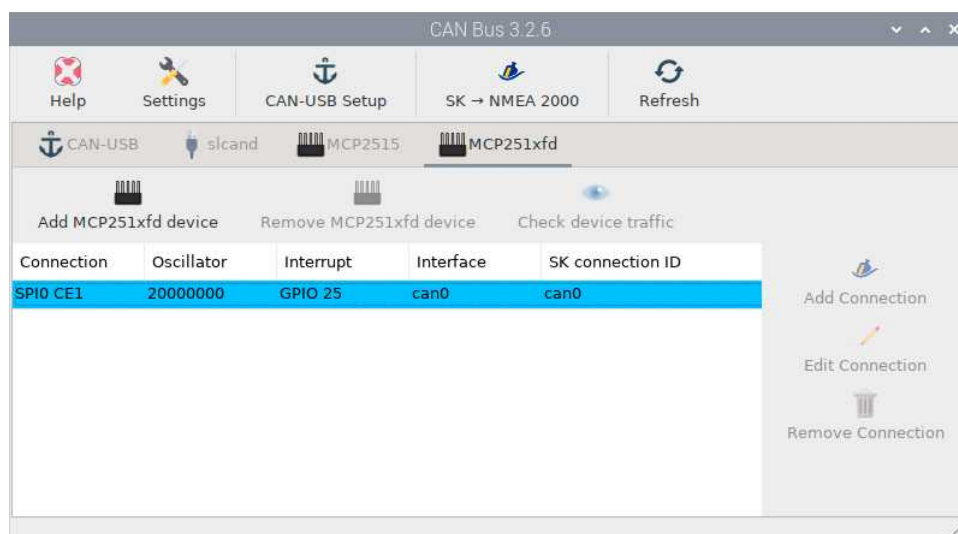 CAN Bus 3.2.6
Help Settings CAN-USB Setup SK → NMEA 2000 Refresh
CAN-USB slcand MCP2515 MCP251xfd
Add MCP251xfd device Remove MCP251xfd device Check device traffic
Connection Oscillator Interrupt Interface SK connection ID
SPI0 CE1 20000000 GPIO 25 can0 can0
Add Connection
Edit Connection
Remove Connection